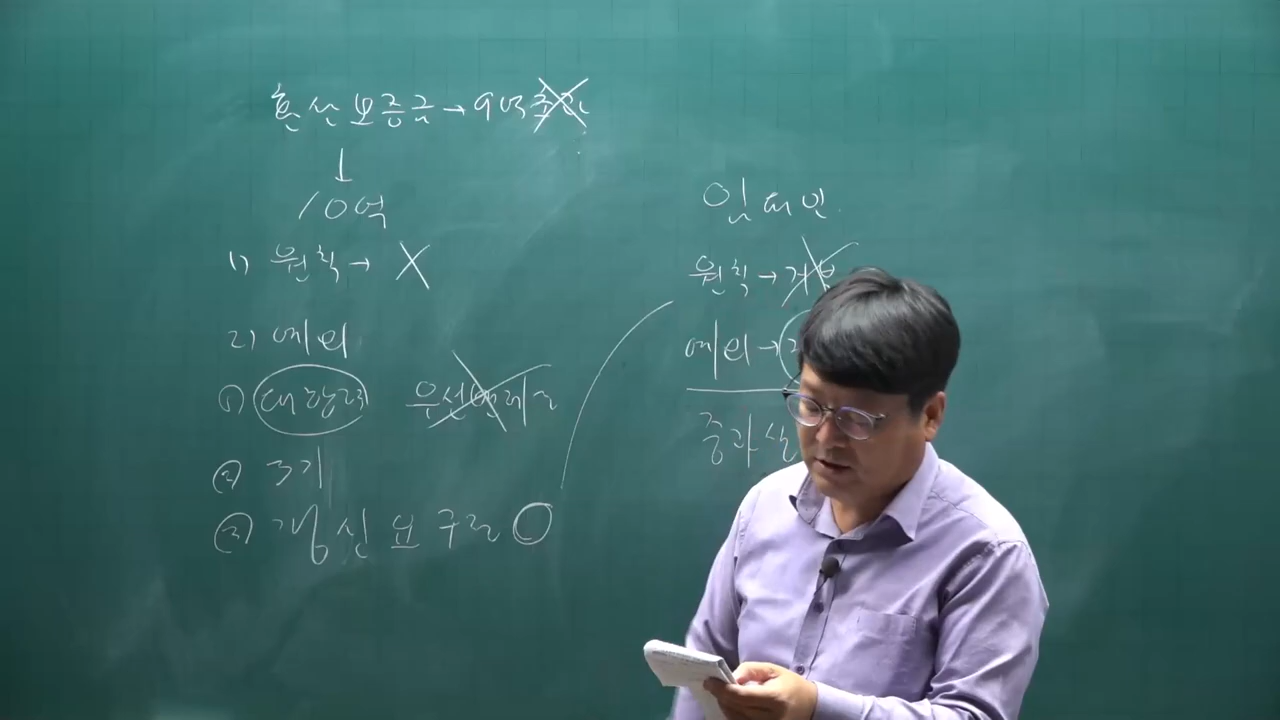 환산보증금→9억초과
↓
10억
1) 원칙→ X
2) 예외
① 대항력 우선변제권
② 3기
③ 갱신요구권 O
임대인
원칙→거부
예외→
중과실